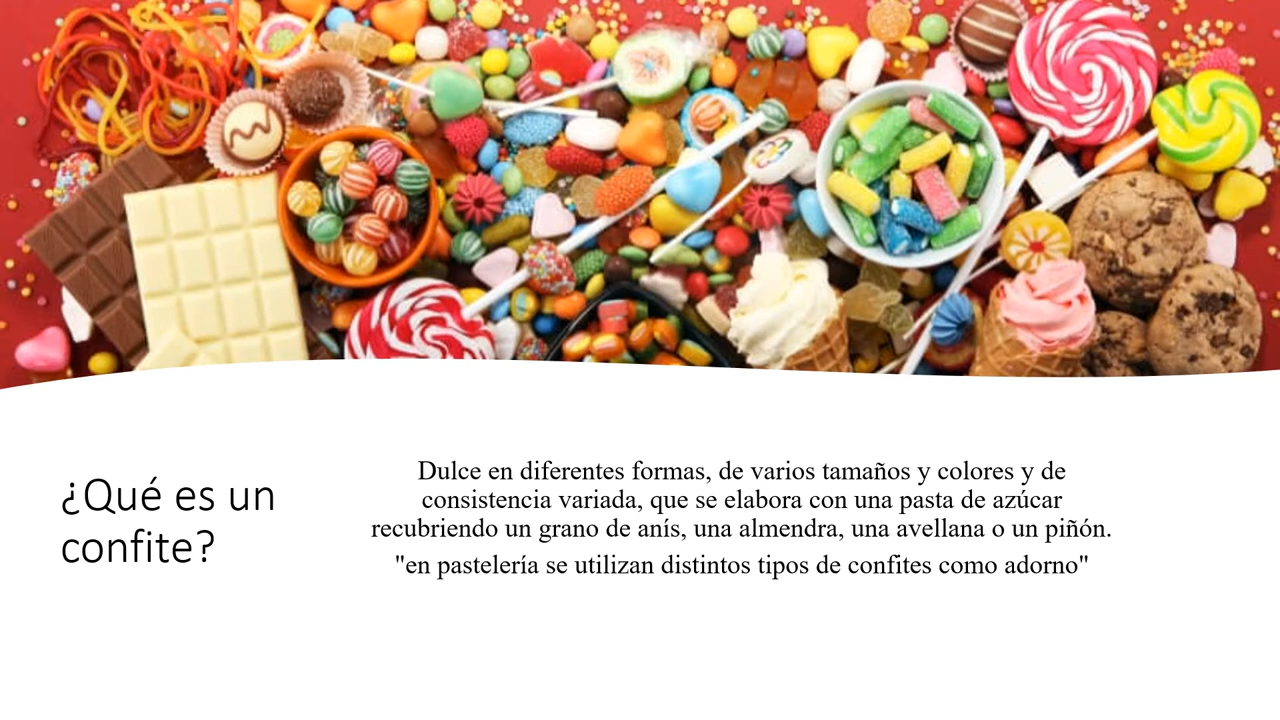 ¿Qué es un
confite?
Dulce en diferentes formas, de varios tamaños y colores y de
consistencia variada, que se elabora con una pasta de azúcar
recubriendo un grano de anís, una almendra, una avellana o un piñón.
"en pastelería se utilizan distintos tipos de confites como adorno"